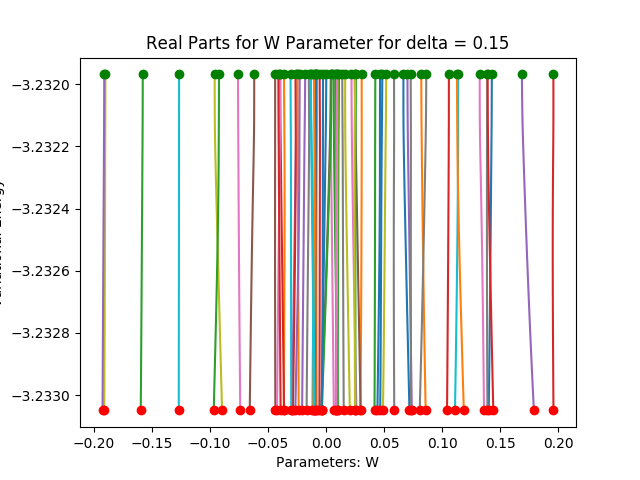 Real Parts for W Parameter for delta = 0.15
−3.2320
−3.2322
−3.2324
−3.2326
−3.2328
−3.2330
−0.20 −0.15 −0.10 −0.05 0.00 0.05 0.10 0.15 0.20
Parameters: W